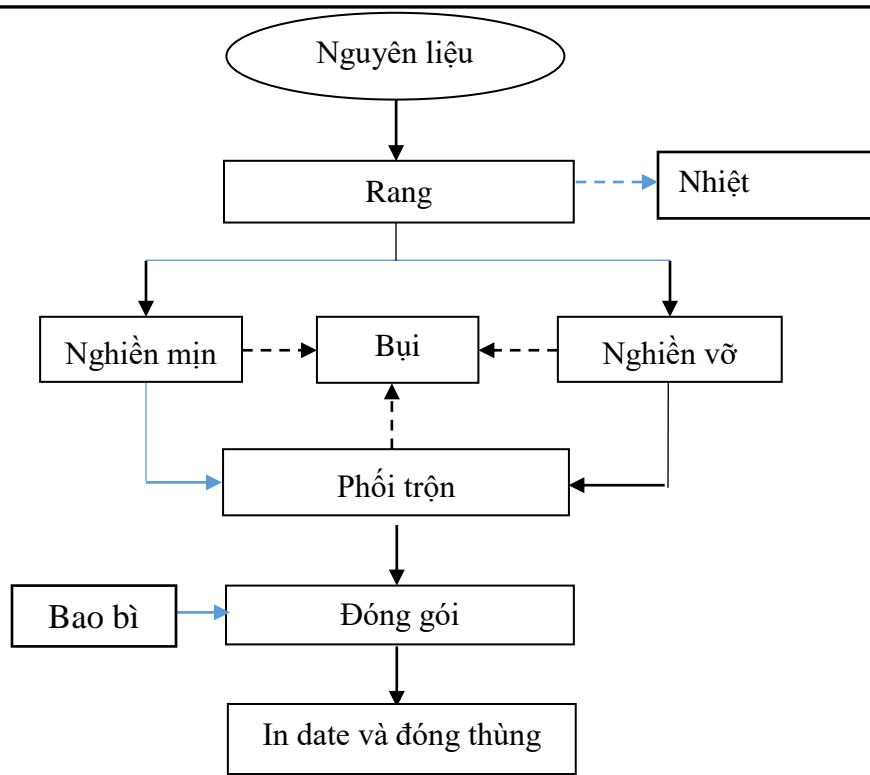 Nguyên liệu
Rang
Nhiệt
Nghiền mịn
Bụi
Nghiền vỡ
Phối trộn
Bao bì
Đóng gói
In date và đóng thùng